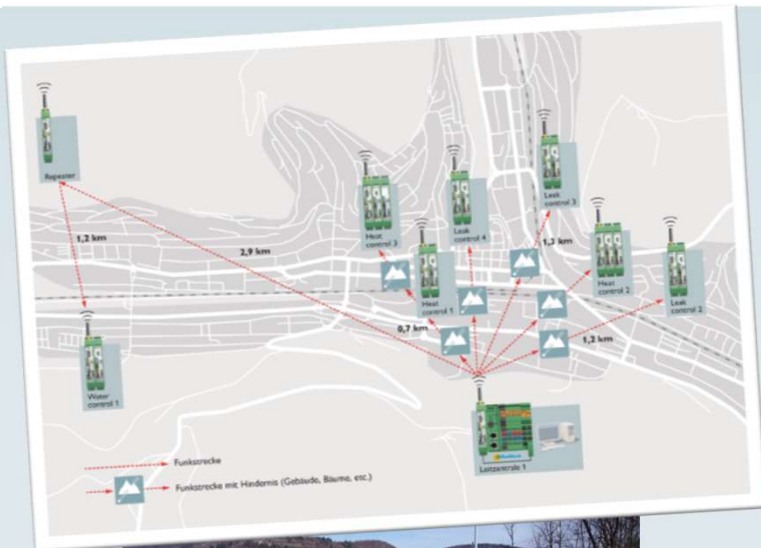 Repeater
1,2 km
2,9 km
Heat
control 3
Leak
control 4
Leak
control 3
1,3 km
Heat
control 1
Heat
control 2
Leak
control 2
0,7 km
1,2 km
Water
control 1
Leitzentrale 1
Funkstrecke
Funkstrecke mit Hindernis (Gebäude, Bäume, etc.)